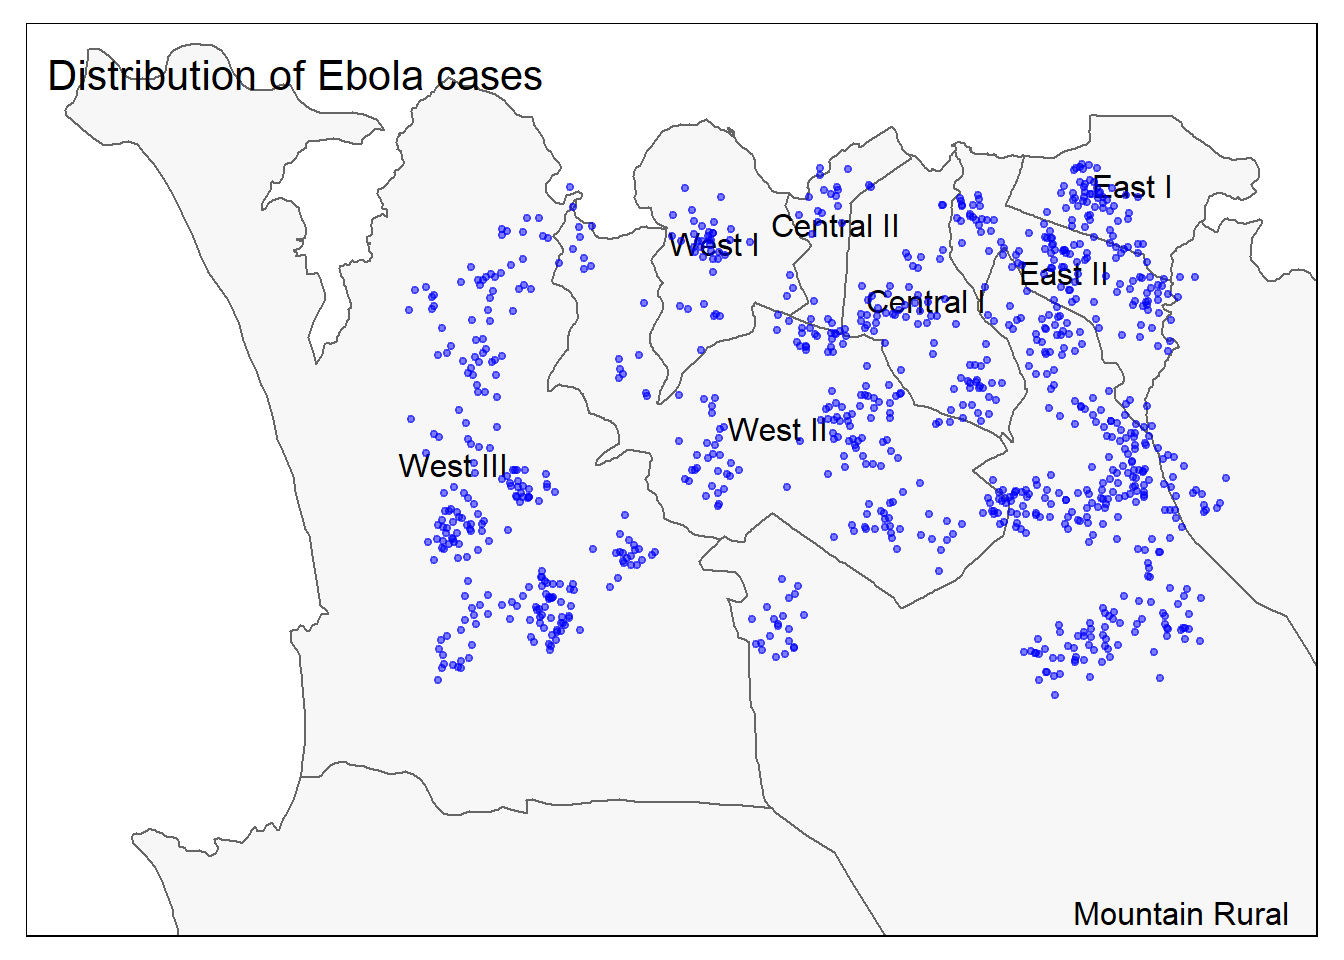 Distribution of Ebola cases
East I
Central II
West I
East II
Central I
West II
West III
Mountain Rural